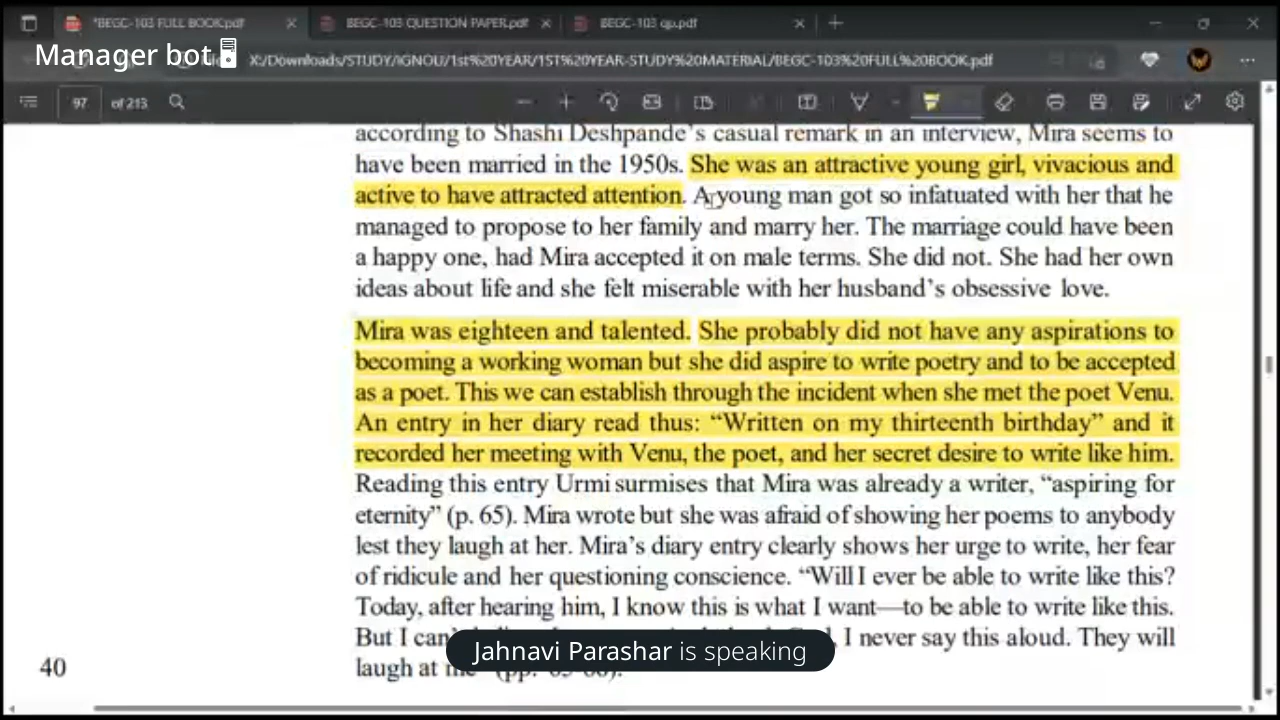 *BEGC-103 FULL BOOK.pdf
BEGC-103 QUESTION PAPER.pdf
BEGC-103 qp.pdf
Manager bot
X:/Downloads/STUDY/IGNOU/1st%20YEAR/1ST%20YEAR-STUDY%20MATERIAL/BEGC-103%20FULL%20BOOK.pdf
97 of 213
according to Shashi Deshpande's casual remark in an interview, Mira seems to
have been married in the 1950s. She was an attractive young girl, vivacious and
active to have attracted attention. A young man got so infatuated with her that he
managed to propose to her family and marry her. The marriage could have been
a happy one, had Mira accepted it on male terms. She did not. She had her own
ideas about life and she felt miserable with her husband's obsessive love.
Mira was eighteen and talented. She probably did not have any aspirations to
becoming a working woman but she did aspire to write poetry and to be accepted
as a poet. This we can establish through the incident when she met the poet Venu.
An entry in her diary read thus: “Written on my thirteenth birthday” and it
recorded her meeting with Venu, the poet, and her secret desire to write like him.
Reading this entry Urmi surmises that Mira was already a writer, “aspiring for
eternity” (p. 65). Mira wrote but she was afraid of showing her poems to anybody
lest they laugh at her. Mira's diary entry clearly shows her urge to write, her fear
of ridicule and her questioning conscience. “Will I ever be able to write like this?
Today, after hearing him, I know this is what I want—to be able to write like this.
But I can't I never say this aloud. They will
laugh at me
Jahnavi Parashar is speaking
40